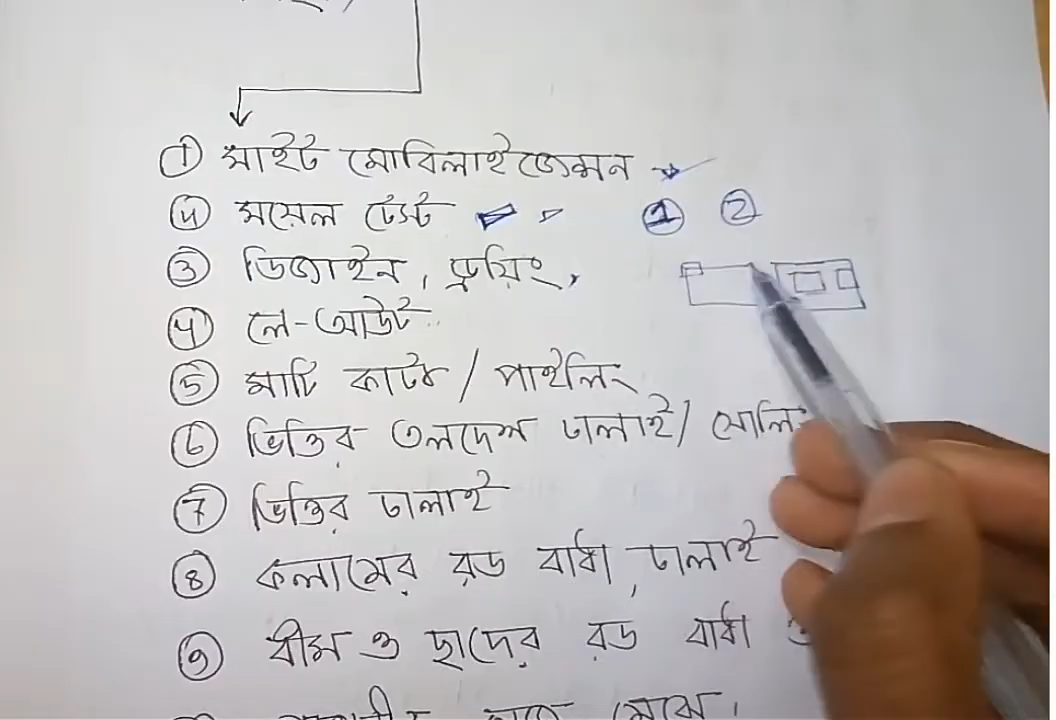 ① সাইট মোবিলাইজেসন
② সয়েল টেস্ট ① ②
③ ডিজাইন, ড্রয়িং,
④ লে-আউট
⑤ মাটি কাটা / পাইলিং
⑥ ভিত্তির তলদেশ ঢালাই/ সোলিং
⑦ ভিত্তির ঢালাই
⑧ কলামের রড বাধা, ঢালাই
⑨ বীম ও ছাদের রড বাধা ও